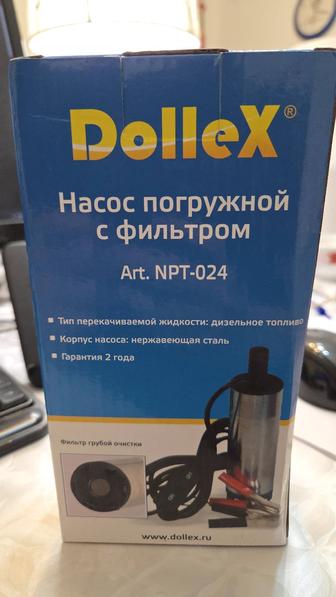 DolleX®
Насос погружной
с фильтром
Art. NPT-024
Тип перекачиваемой жидкости: дизельное топливо
Корпус насоса: нержавеющая сталь
Гарантия 2 года
Фильтр грубой очистки
www.dollex.ru